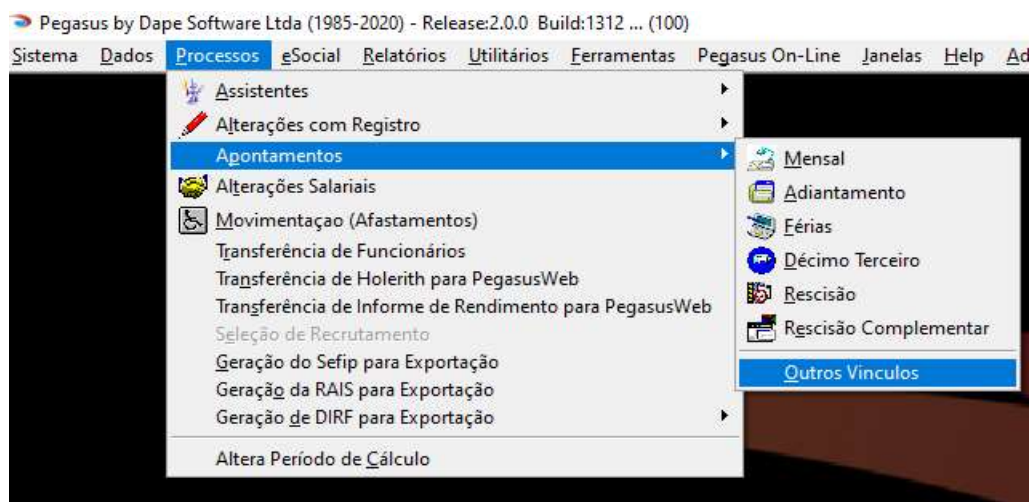 Pegasus by Dape Software Ltda (1985-2020) - Release:2.0.0 Build:1312 ... (100)
Sistema Dados Processos eSocial Relatórios Utilitários Ferramentas Pegasus On-Line Janelas Help Ad
Assistentes
Alterações com Registro
Apontamentos
Alterações Salariais
Movimentaçao (Afastamentos)
Transferência de Funcionários
Transferência de Holerith para PegasusWeb
Transferência de Informe de Rendimento para PegasusWeb
Seleção de Recrutamento
Geração do Sefip para Exportação
Geração da RAIS para Exportação
Geração de DIRF para Exportação
Altera Período de Cálculo
Mensal
Adiantamento
Férias
Décimo Terceiro
Rescisão
Rescisão Complementar
Outros Vinculos